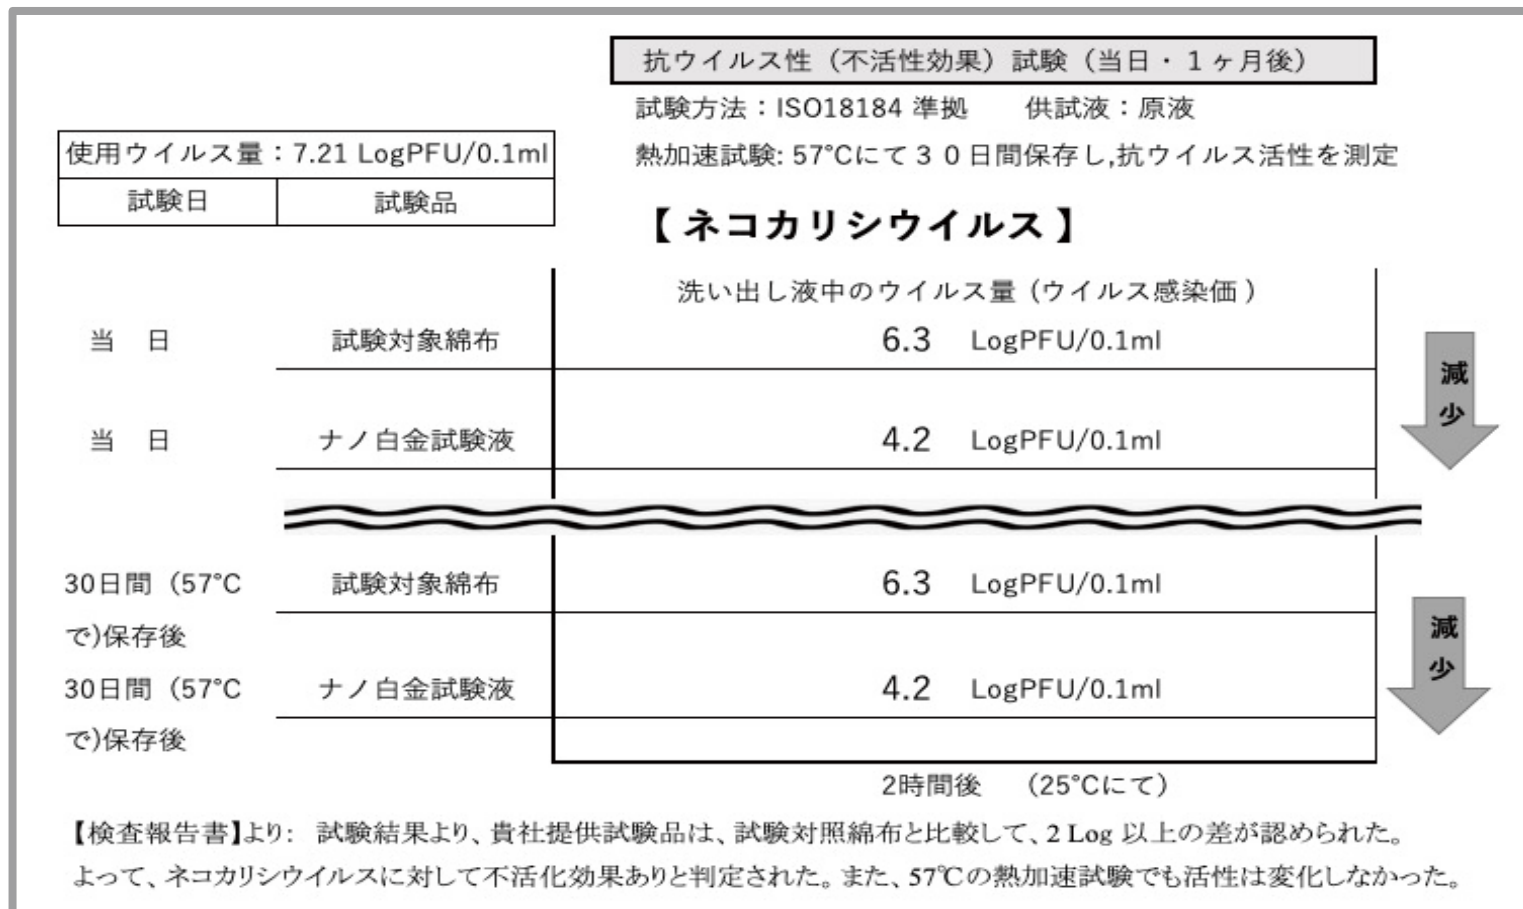 抗ウイルス性（不活性効果）試験（当日・１ヶ月後）
試験方法：ISO18184 準拠　　供試液：原液
使用ウイルス量：7.21 LogPFU/0.1ml
熱加速試験: 57°Cにて３０日間保存し,抗ウイルス活性を測定
試験日　試験品
【 ネコカリシウイルス 】
洗い出し液中のウイルス量（ウイルス感染価 ）
当　日　試験対象綿布　6.3　LogPFU/0.1ml
減少
当　日　ナノ白金試験液　4.2　LogPFU/0.1ml
30日間（57°C　試験対象綿布　6.3　LogPFU/0.1ml
で)保存後
減少
30日間（57°C　ナノ白金試験液　4.2　LogPFU/0.1ml
で)保存後
2時間後　（25°Cにて）
【検査報告書】より:　試験結果より、貴社提供試験品は、試験対照綿布と比較して、2 Log 以上の差が認められた。
よって、ネコカリシウイルスに対して不活化効果ありと判定された。また、57℃の熱加速試験でも活性は変化しなかった。